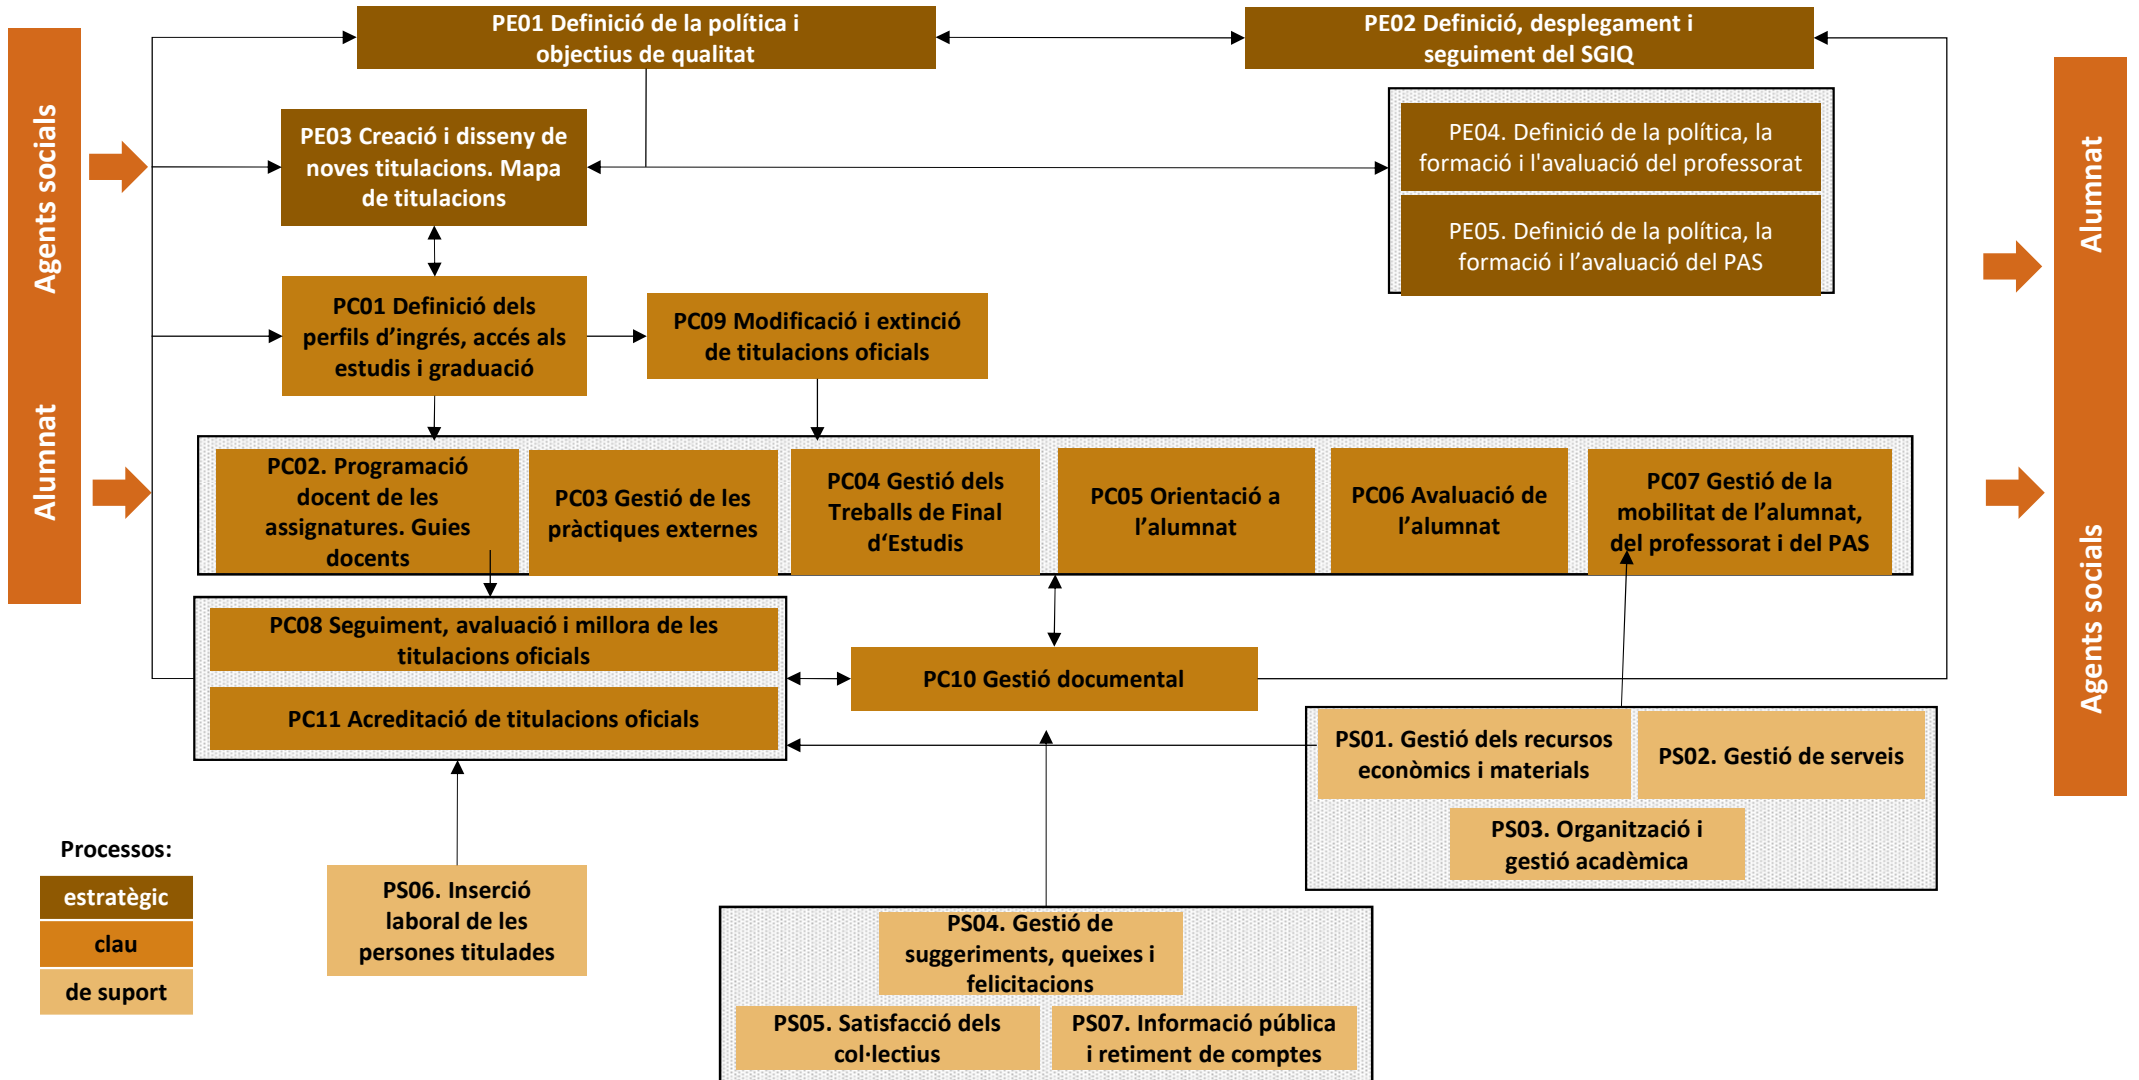 PE01 Definició de la política i
objectius de qualitat
PE02 Definició, desplegament i
seguiment del SGIQ
Agents socials
Alumnat
PE03 Creació i disseny de
noves titulacions. Mapa
de titulacions
PE04. Definició de la política, la
formació i l'avaluació del professorat
PE05. Definició de la política, la
formació i l’avaluació del PAS
Alumnat
Agents socials
PC01 Definició dels
perfils d’ingrés, accés als
estudis i graduació
PC09 Modificació i extinció
de titulacions oficials
PC02. Programació
docent de les
assignatures. Guies
docents
PC03 Gestió de les
pràctiques externes
PC04 Gestió dels
Treballs de Final
d‘Estudis
PC05 Orientació a
l’alumnat
PC06 Avaluació de
l’alumnat
PC07 Gestió de la
mobilitat de l’alumnat,
del professorat i del PAS
PC08 Seguiment, avaluació i millora de les
titulacions oficials
PC11 Acreditació de titulacions oficials
PC10 Gestió documental
PS01. Gestió dels recursos
econòmics i materials
PS02. Gestió de serveis
PS03. Organització i
gestió acadèmica
Processos:
estratègic
clau
de suport
PS06. Inserció
laboral de les
persones titulades
PS04. Gestió de
suggeriments, queixes i
felicitacions
PS05. Satisfacció dels
col·lectius
PS07. Informació pública
i retiment de comptes